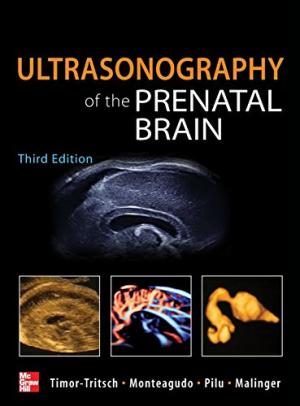 ULTRASONOGRAPHY
of the PRENATAL
BRAIN
Third Edition
Mc
Graw
Hill
Timor-Tritsch • Monteagudo • Pilu • Malinger